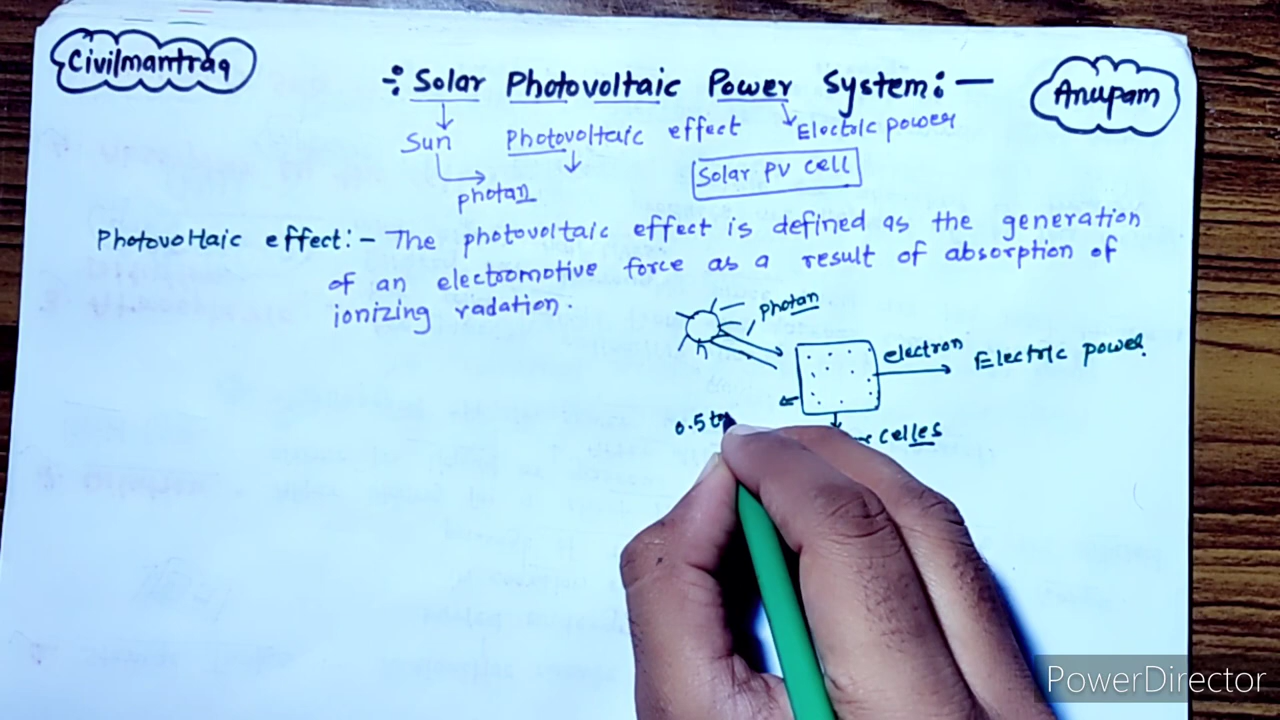 Civilmantraa
÷ Solar Photovoltaic Power System:—
Anupam
Sun Photovoltaic effect Electric power
photan
Solar PV cell
Photovoltaic effect:- The photovoltaic effect is defined as the generation
of an electromotive force as a result of absorption of
ionizing radation.
photan
electron Electric power
0.5
celles
PowerDirector